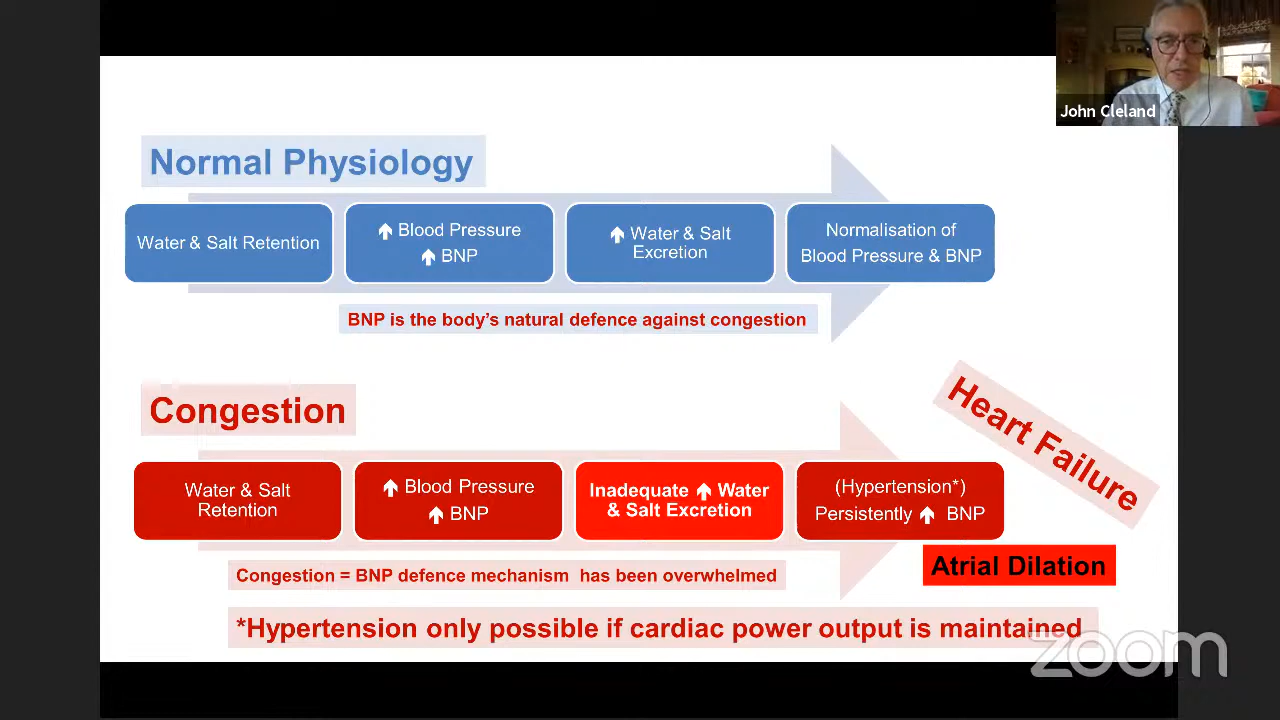 John Cleland
Normal Physiology
Water & Salt Retention
↑ Blood Pressure
↑ BNP
↑ Water & Salt
Excretion
Normalisation of
Blood Pressure & BNP
BNP is the body's natural defence against congestion
Congestion
Heart Failure
Water & Salt
Retention
↑ Blood Pressure
↑ BNP
Inadequate ↑ Water
& Salt Excretion
(Hypertension*)
Persistently ↑ BNP
Atrial Dilation
Congestion = BNP defence mechanism has been overwhelmed
*Hypertension only possible if cardiac power output is maintained
zoom